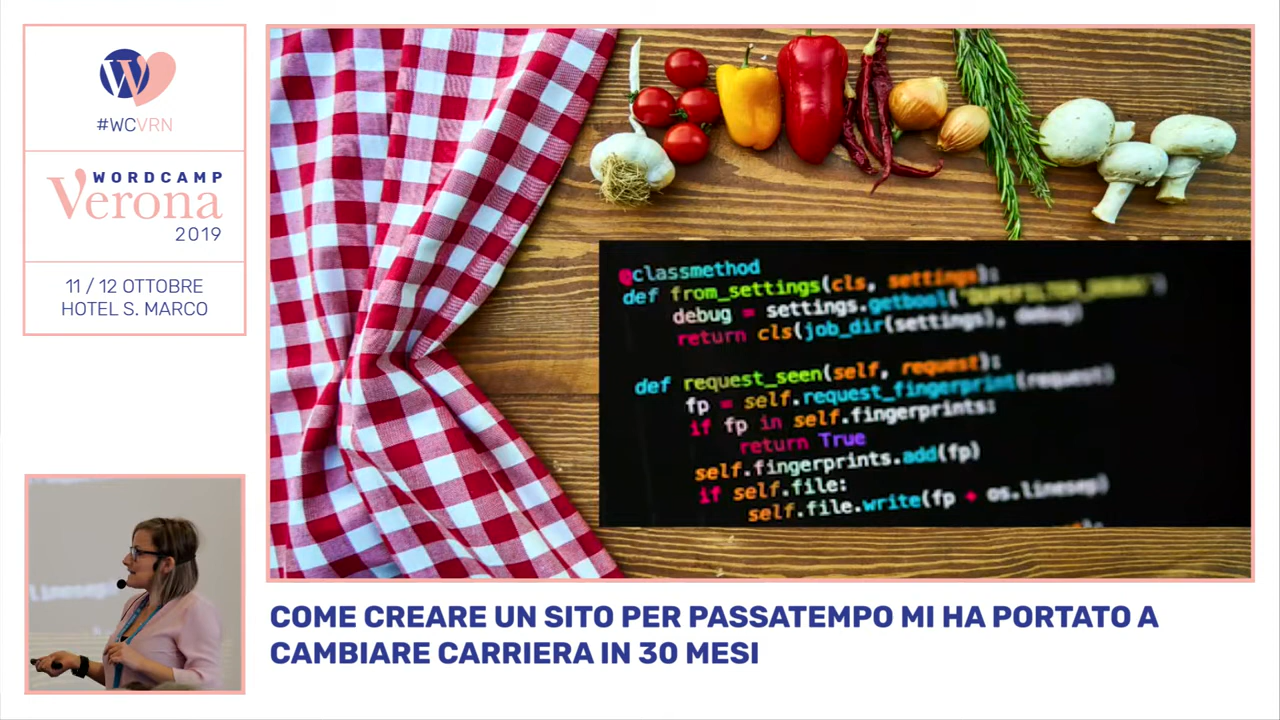 #WCVRN
WORDCAMP
Verona
2019
11 / 12 OTTOBRE
HOTEL S. MARCO
@classmethod
def from_settings(cls, settings):
debug = settings.getbool(
return cls(job_dir(settings), debug)
def request_seen(self, request):
fp = self.request_fingerprint(request)
if fp in self.fingerprints:
return True
self.fingerprints.add(fp)
if self.file:
self.file.write(fp + os.linesep)
linesep
COME CREARE UN SITO PER PASSATEMPO MI HA PORTATO A
CAMBIARE CARRIERA IN 30 MESI